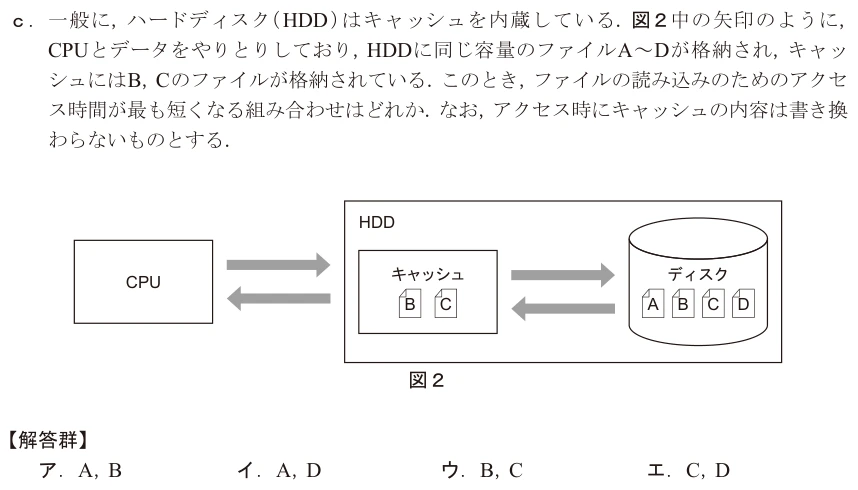 c． 一般に，ハードディスク（HDD）はキャッシュを内蔵している．図２中の矢印のように，
CPUとデータをやりとりしており，HDDに同じ容量のファイルA～Dが格納され，キャッ
シュにはB，Cのファイルが格納されている．このとき，ファイルの読み込みのためのアクセ
ス時間が最も短くなる組み合わせはどれか．なお，アクセス時にキャッシュの内容は書き換
わらないものとする．
HDD
CPU
キャッシュ
B C
ディスク
A B C D
図２
【解答群】
ア．A，B イ．A，D ウ．B，C エ．C，D